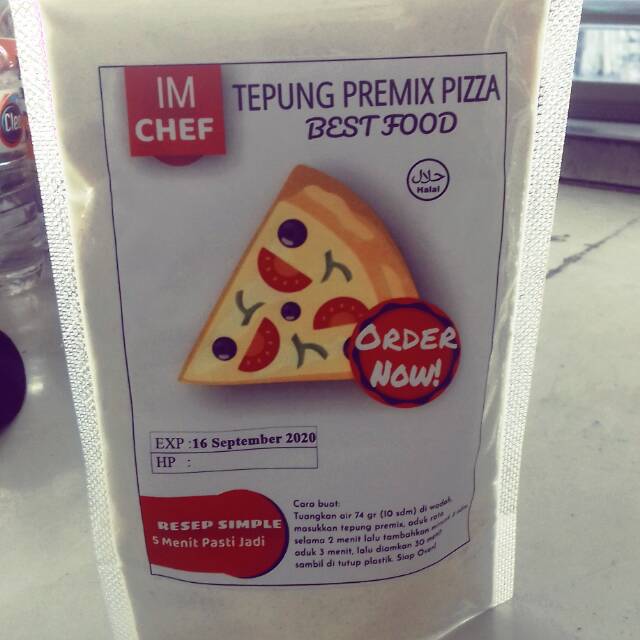 IM
CHEF
TEPUNG PREMIX PIZZA
BEST FOOD
حلال
Halal
ORDER
NOW!
EXP :16 September 2020
HP :
RESEP SIMPLE
5 Menit Pasti Jadi
Cara buat:
Tuangkan air 74 gr (10 sdm) di wadah,
masukkan tepung premix, aduk rata
selama 2 menit lalu tambahkan minyak
aduk 3 menit, lalu diamkan 30 menit
sambil di tutup plastik. Siap Oven!